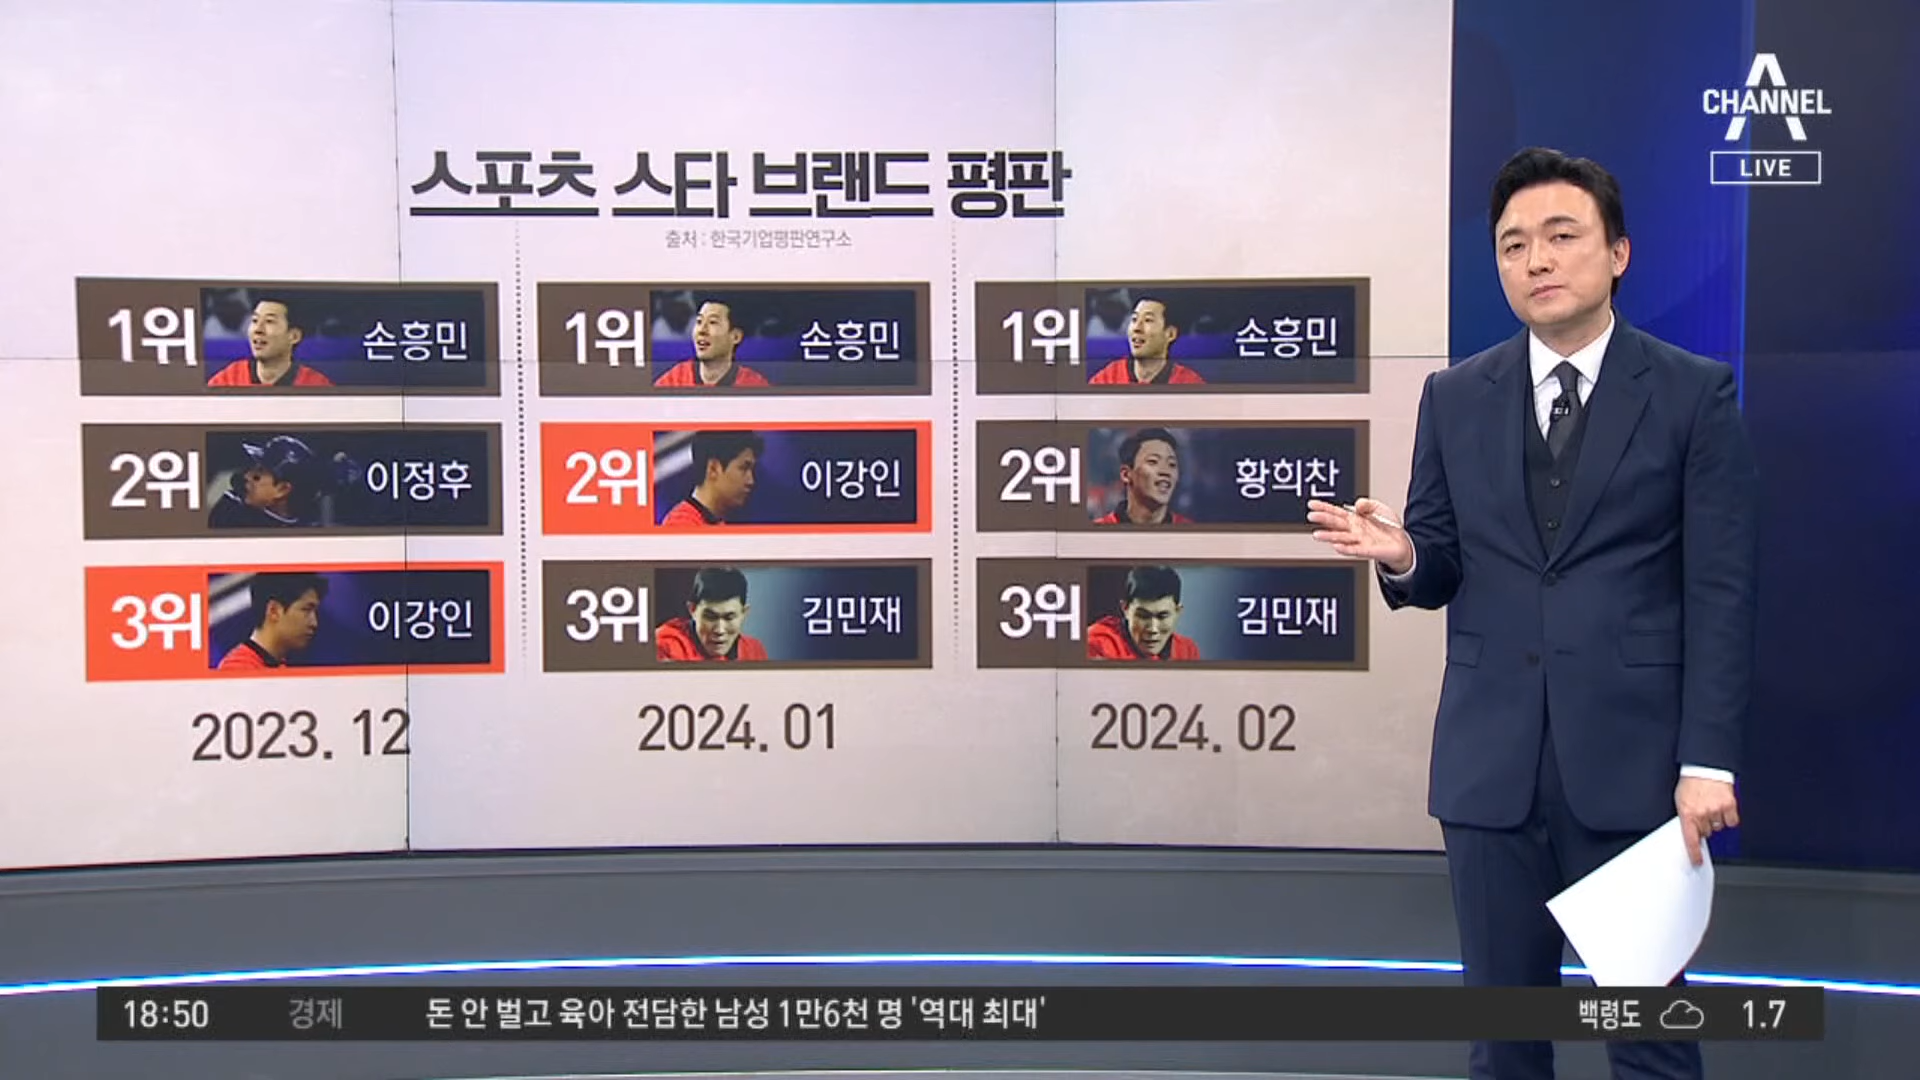 CHANNEL A
LIVE
스포츠 스타 브랜드 평판
출처 : 한국기업평판연구소
1위 손흥민
2위 이정후
3위 이강인
2023. 12
1위 손흥민
2위 이강인
3위 김민재
2024. 01
1위 손흥민
2위 황희찬
3위 김민재
2024. 02
18:50 경제 돈 안 벌고 육아 전담한 남성 1만6천 명 '역대 최대' 백령도 1.7